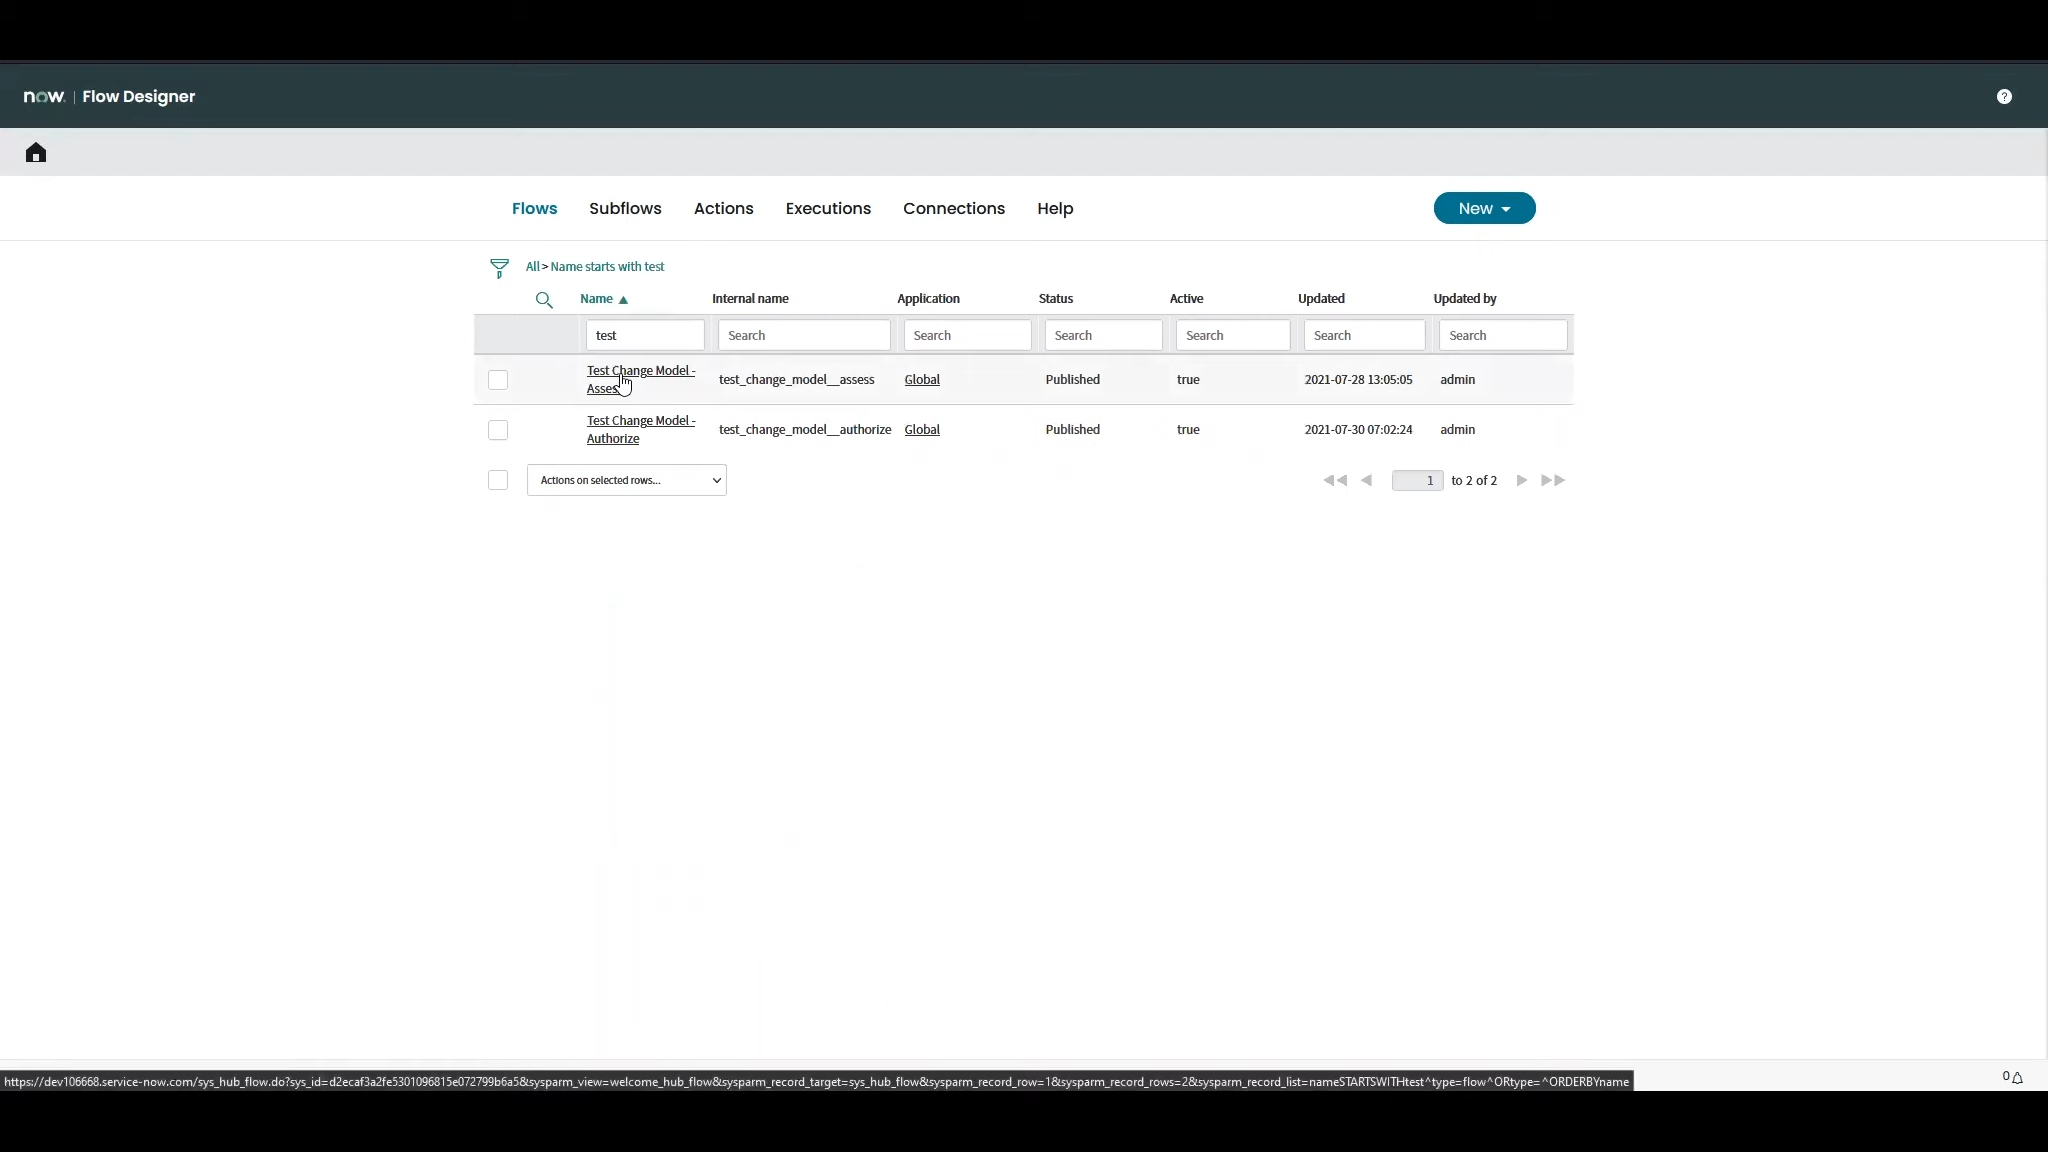 now. | Flow Designer
?
Flows Subflows Actions Executions Connections Help New
All > Name starts with test
Name ▲ Internal name Application Status Active Updated Updated by
test Search Search Search Search Search Search
Test Change Model -
Assess test_change_model__assess Global Published true 2021-07-28 13:05:05 admin
Test Change Model -
Authorize test_change_model__authorize Global Published true 2021-07-30 07:02:24 admin
Actions on selected rows... 1 to 2 of 2
https://dev106668.service-now.com/sys_hub_flow.do?sys_id=d2ecaf3a2fe5301096815e072799b6a5&sysparm_view=welcome_hub_flow&sysparm_record_target=sys_hub_flow&sysparm_record_row=1&sysparm_record_rows=2&sysparm_record_list=nameSTARTSWITHtest^type=flow^ORtype=^ORDERBYname
0